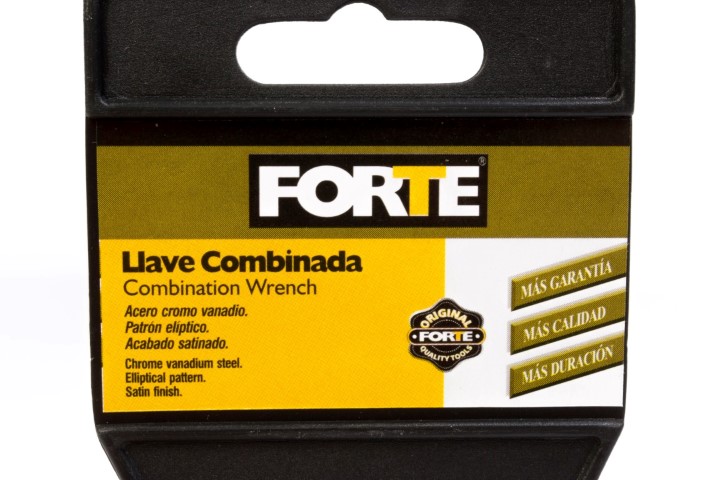 FORTE®
Llave Combinada
Combination Wrench
Acero cromo vanadio.
Patrón elíptico.
Acabado satinado.
Chrome vanadium steel.
Elliptical pattern.
Satin finish.
ORIGINAL
FORTE
QUALITY TOOLS
MÁS GARANTÍA
MÁS CALIDAD
MÁS DURACIÓN